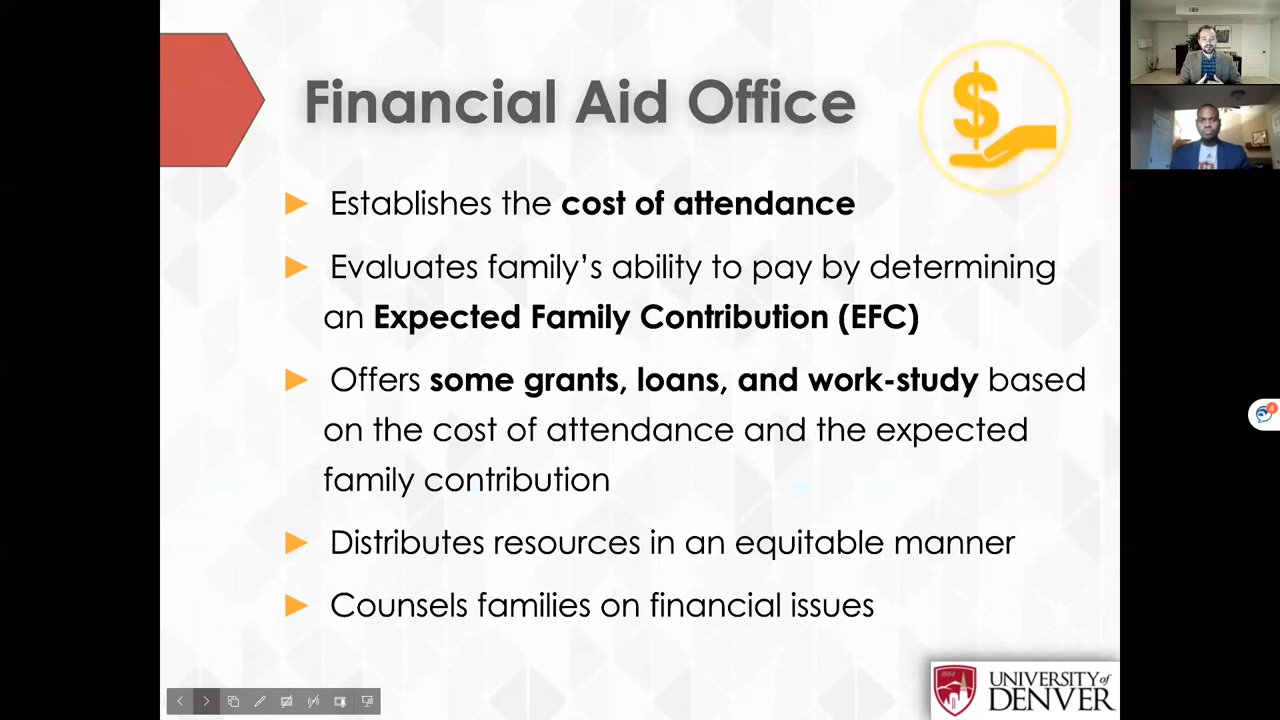 Financial Aid Office
$
Establishes the cost of attendance
Evaluates family's ability to pay by determining
an Expected Family Contribution (EFC)
Offers some grants, loans, and work-study based
on the cost of attendance and the expected
family contribution
Distributes resources in an equitable manner
Counsels families on financial issues
UNIVERSITY of
DENVER
4